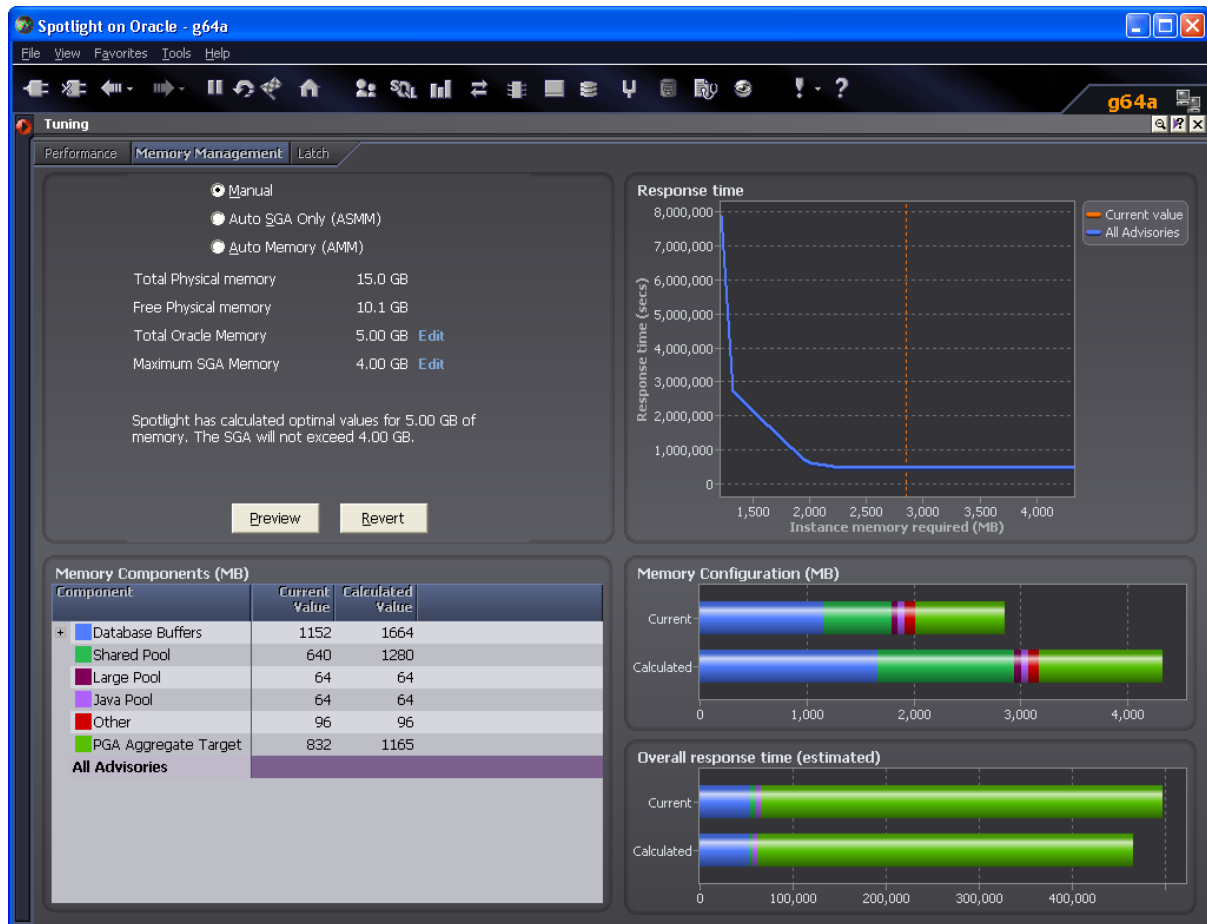 Spotlight on Oracle - g64a
File View Favorites Tools Help
SQL
g64a
Tuning
Performance Memory Management Latch
Manual
Auto SGA Only (ASMM)
Auto Memory (AMM)
Total Physical memory 15.0 GB
Free Physical memory 10.1 GB
Total Oracle Memory 5.00 GB Edit
Maximum SGA Memory 4.00 GB Edit
Spotlight has calculated optimal values for 5.00 GB of
memory. The SGA will not exceed 4.00 GB.
Preview Revert
Response time
8,000,000
7,000,000
6,000,000
5,000,000
4,000,000
3,000,000
2,000,000
1,000,000
0
Response time (secs)
1,500 2,000 2,500 3,000 3,500 4,000
Instance memory required (MB)
Current value
All Advisories
Memory Components (MB)
Component Current Value Calculated Value
Database Buffers 1152 1664
Shared Pool 640 1280
Large Pool 64 64
Java Pool 64 64
Other 96 96
PGA Aggregate Target 832 1165
All Advisories
Memory Configuration (MB)
Current
Calculated
0 1,000 2,000 3,000 4,000
Overall response time (estimated)
Current
Calculated
0 100,000 200,000 300,000 400,000